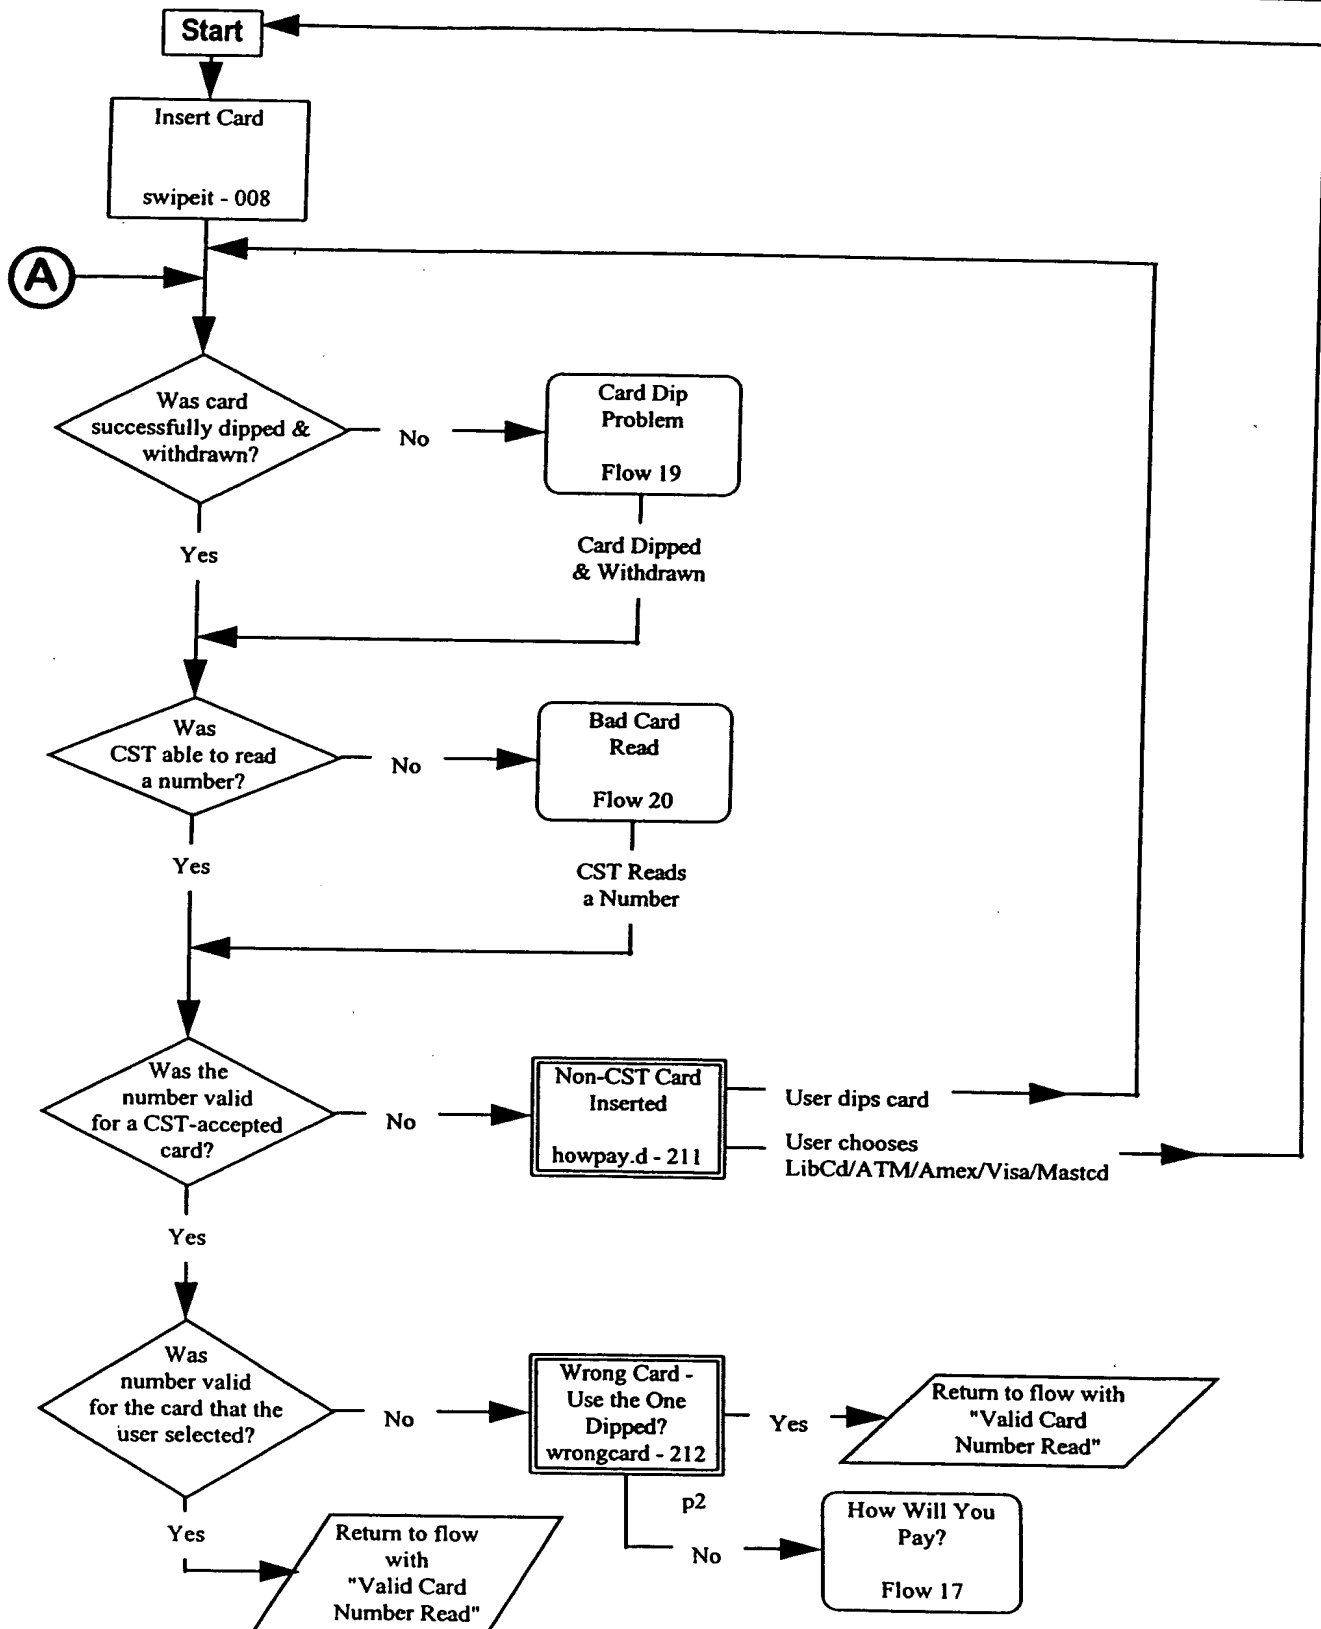 Start
Insert Card
swipeit - 008
A
Was card
successfully dipped &
withdrawn?
No
Card Dip
Problem
Flow 19
Yes
Card Dipped
& Withdrawn
Was
CST able to read
a number?
No
Bad Card
Read
Flow 20
Yes
CST Reads
a Number
Was the
number valid
for a CST-accepted
card?
No
Non-CST Card
Inserted
howpay.d - 211
User dips card
User chooses
LibCd/ATM/Amex/Visa/Mastcd
Yes
Was
number valid
for the card that the
user selected?
No
Wrong Card -
Use the One
Dipped?
wrongcard - 212
Yes
Return to flow with
"Valid Card
Number Read"
p2
No
How Will You
Pay?
Flow 17
Yes
Return to flow
with
"Valid Card
Number Read"